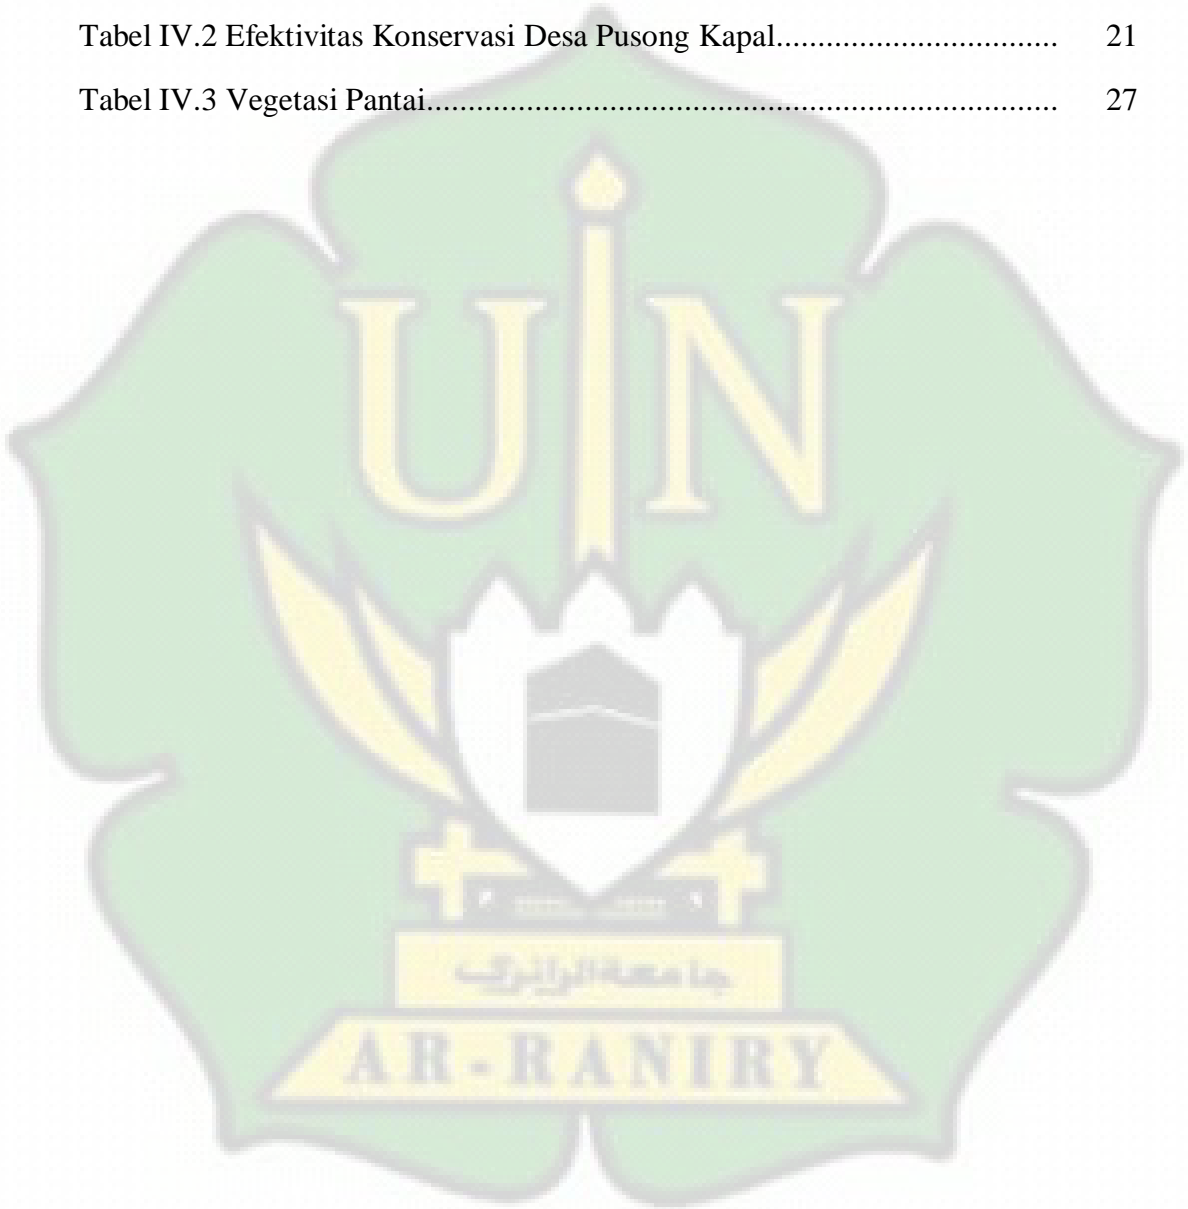 Tabel IV.2 Efektivitas Konservasi Desa Pusong Kapal.................................. 21
Tabel IV.3 Vegetasi Pantai............................................................................ 27
UIN
جامعة الرانري
AR-RANIRY